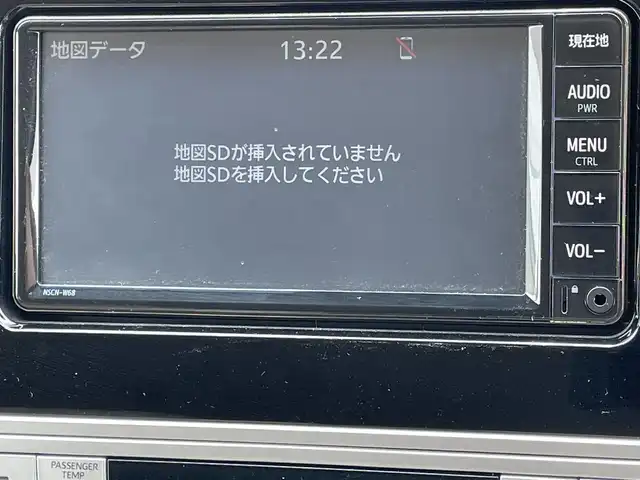 地図データ 13:22
現在地
地図SDが挿入されていません
地図SDを挿入してください
AUDIO
PWR
MENU
CTRL
VOL+
VOL-
NSCN-W68
PASSENGER
TEMP